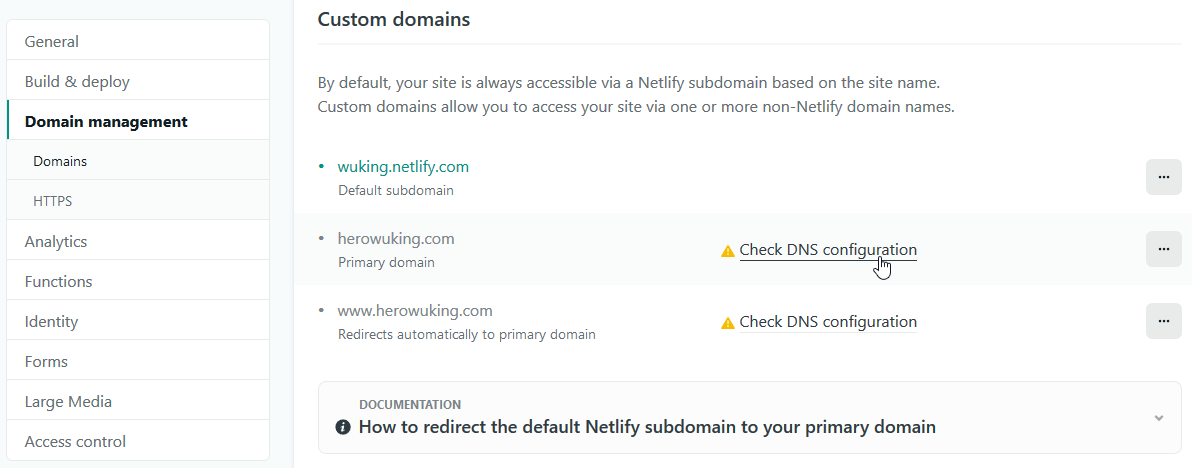 General
Build & deploy
Domain management
Domains
HTTPS
Analytics
Functions
Identity
Forms
Large Media
Access control
Custom domains
By default, your site is always accessible via a Netlify subdomain based on the site name.
Custom domains allow you to access your site via one or more non-Netlify domain names.
wuking.netlify.com
Default subdomain
herowuking.com
Primary domain
Check DNS configuration
www.herowuking.com
Redirects automatically to primary domain
Check DNS configuration
DOCUMENTATION
How to redirect the default Netlify subdomain to your primary domain